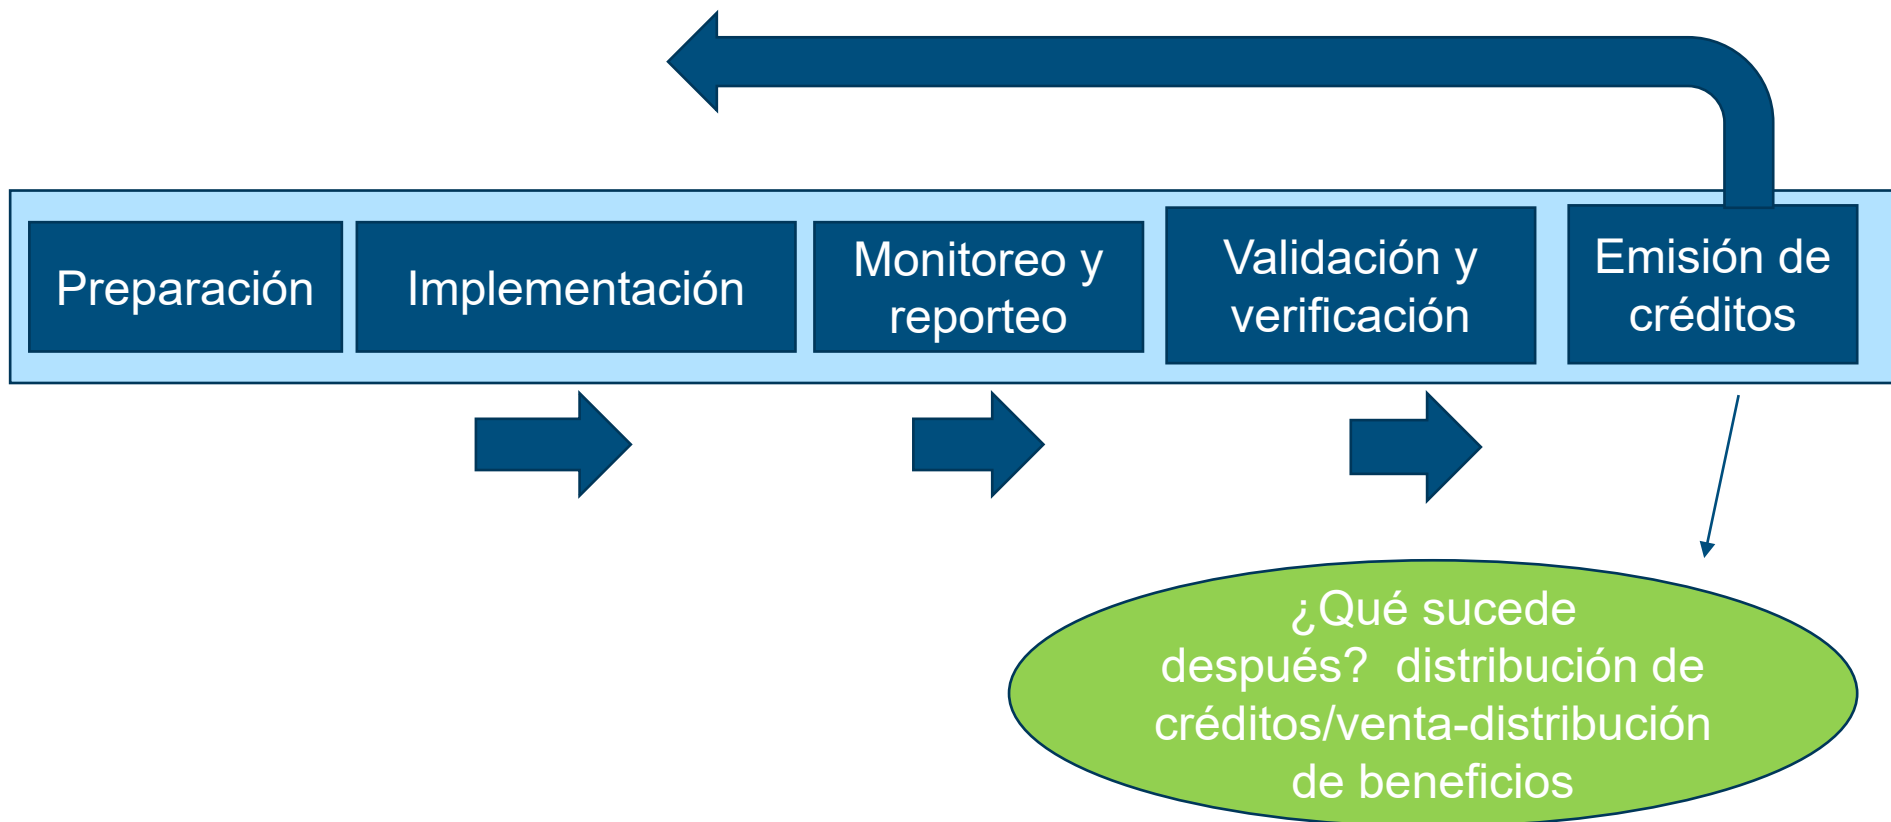 Preparación
Implementación
Monitoreo y
reporteo
Validación y
verificación
Emisión de
créditos
¿Qué sucede
después?  distribución de
créditos/venta-distribución
de beneficios